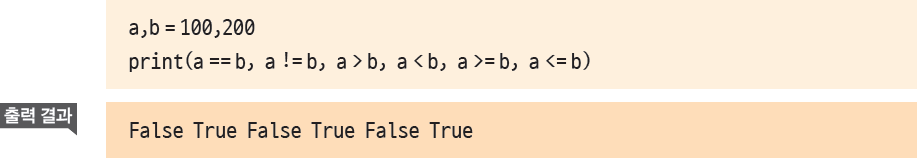 a,b = 100,200
print(a == b, a != b, a > b, a < b, a >= b, a <= b)
출력 결과
False True False True False True